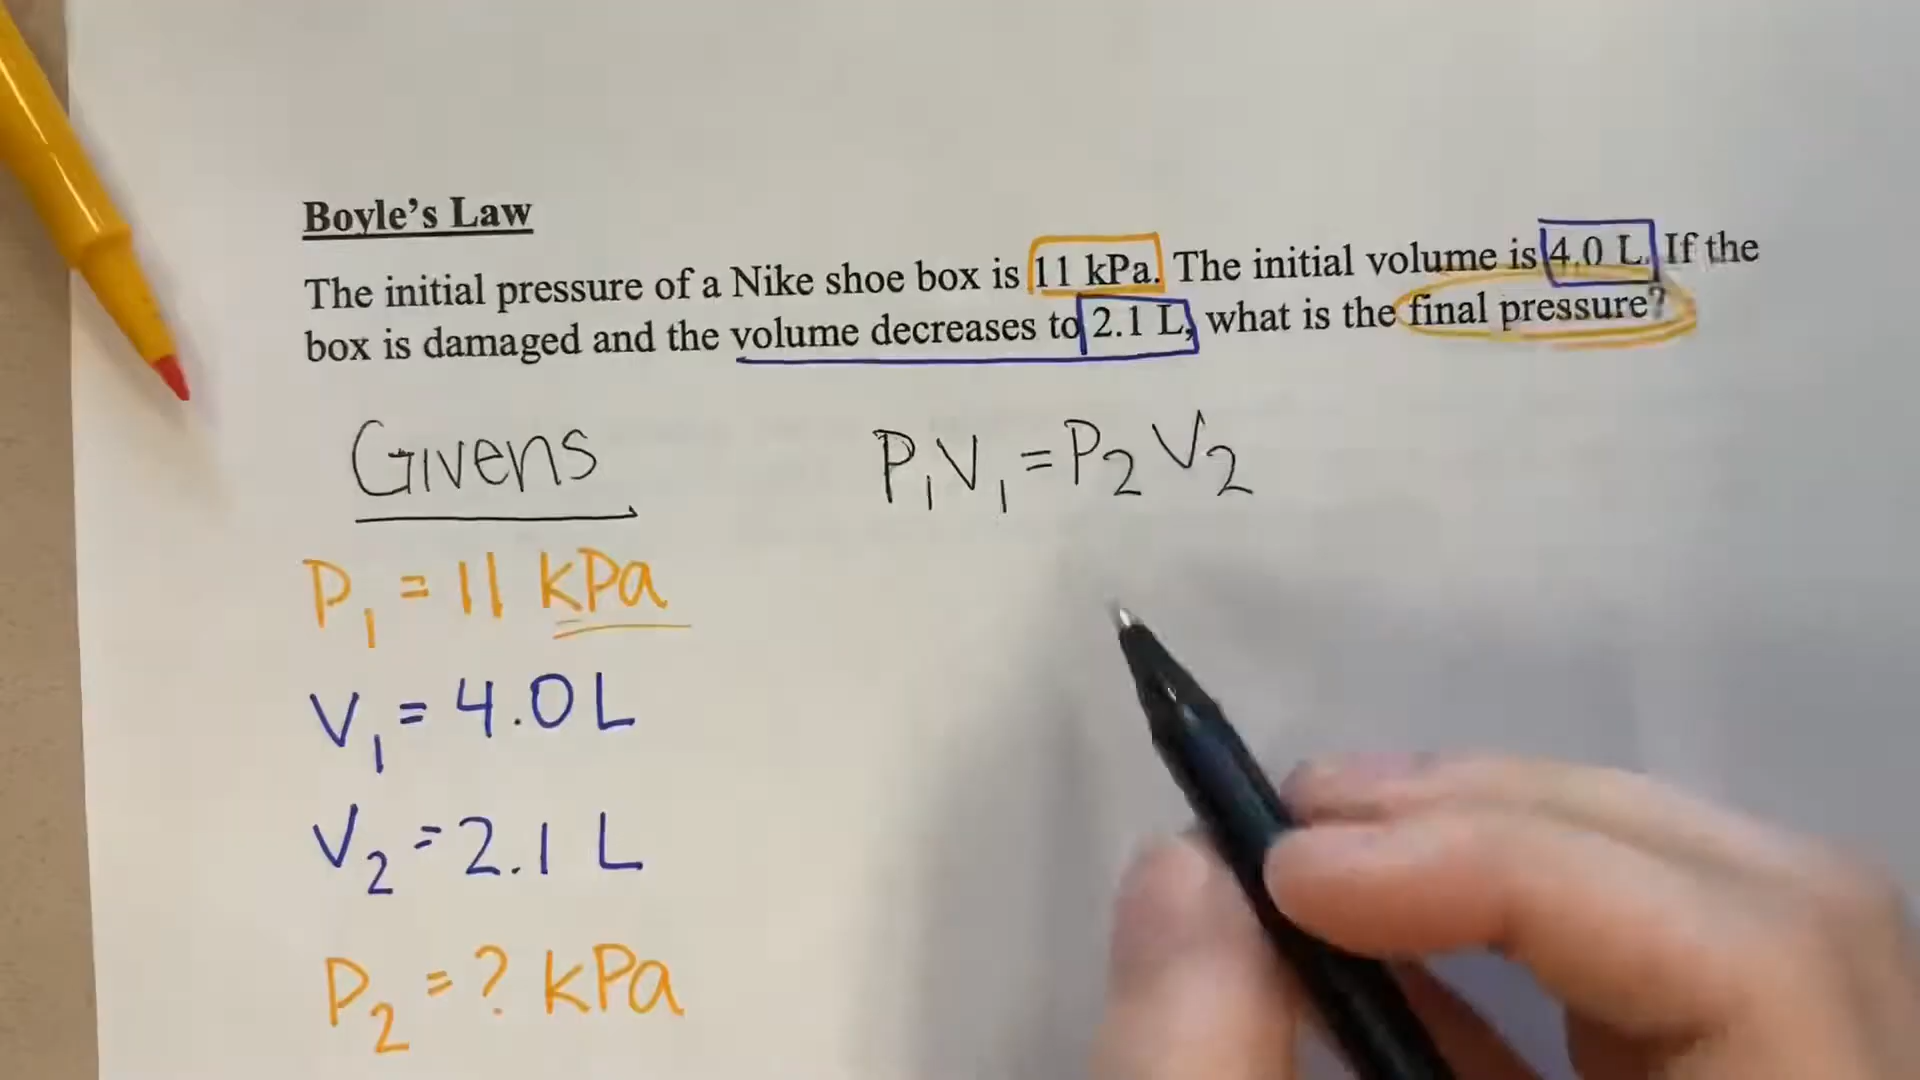 Boyle's Law
The initial pressure of a Nike shoe box is 11 kPa. The initial volume is 4.0 L. If the
box is damaged and the volume decreases to 2.1 L, what is the final pressure?
Givens
P₁V₁ = P₂V₂
P₁ = 11 kPa
V₁ = 4.0 L
V₂ = 2.1 L
P₂ = ? kPa